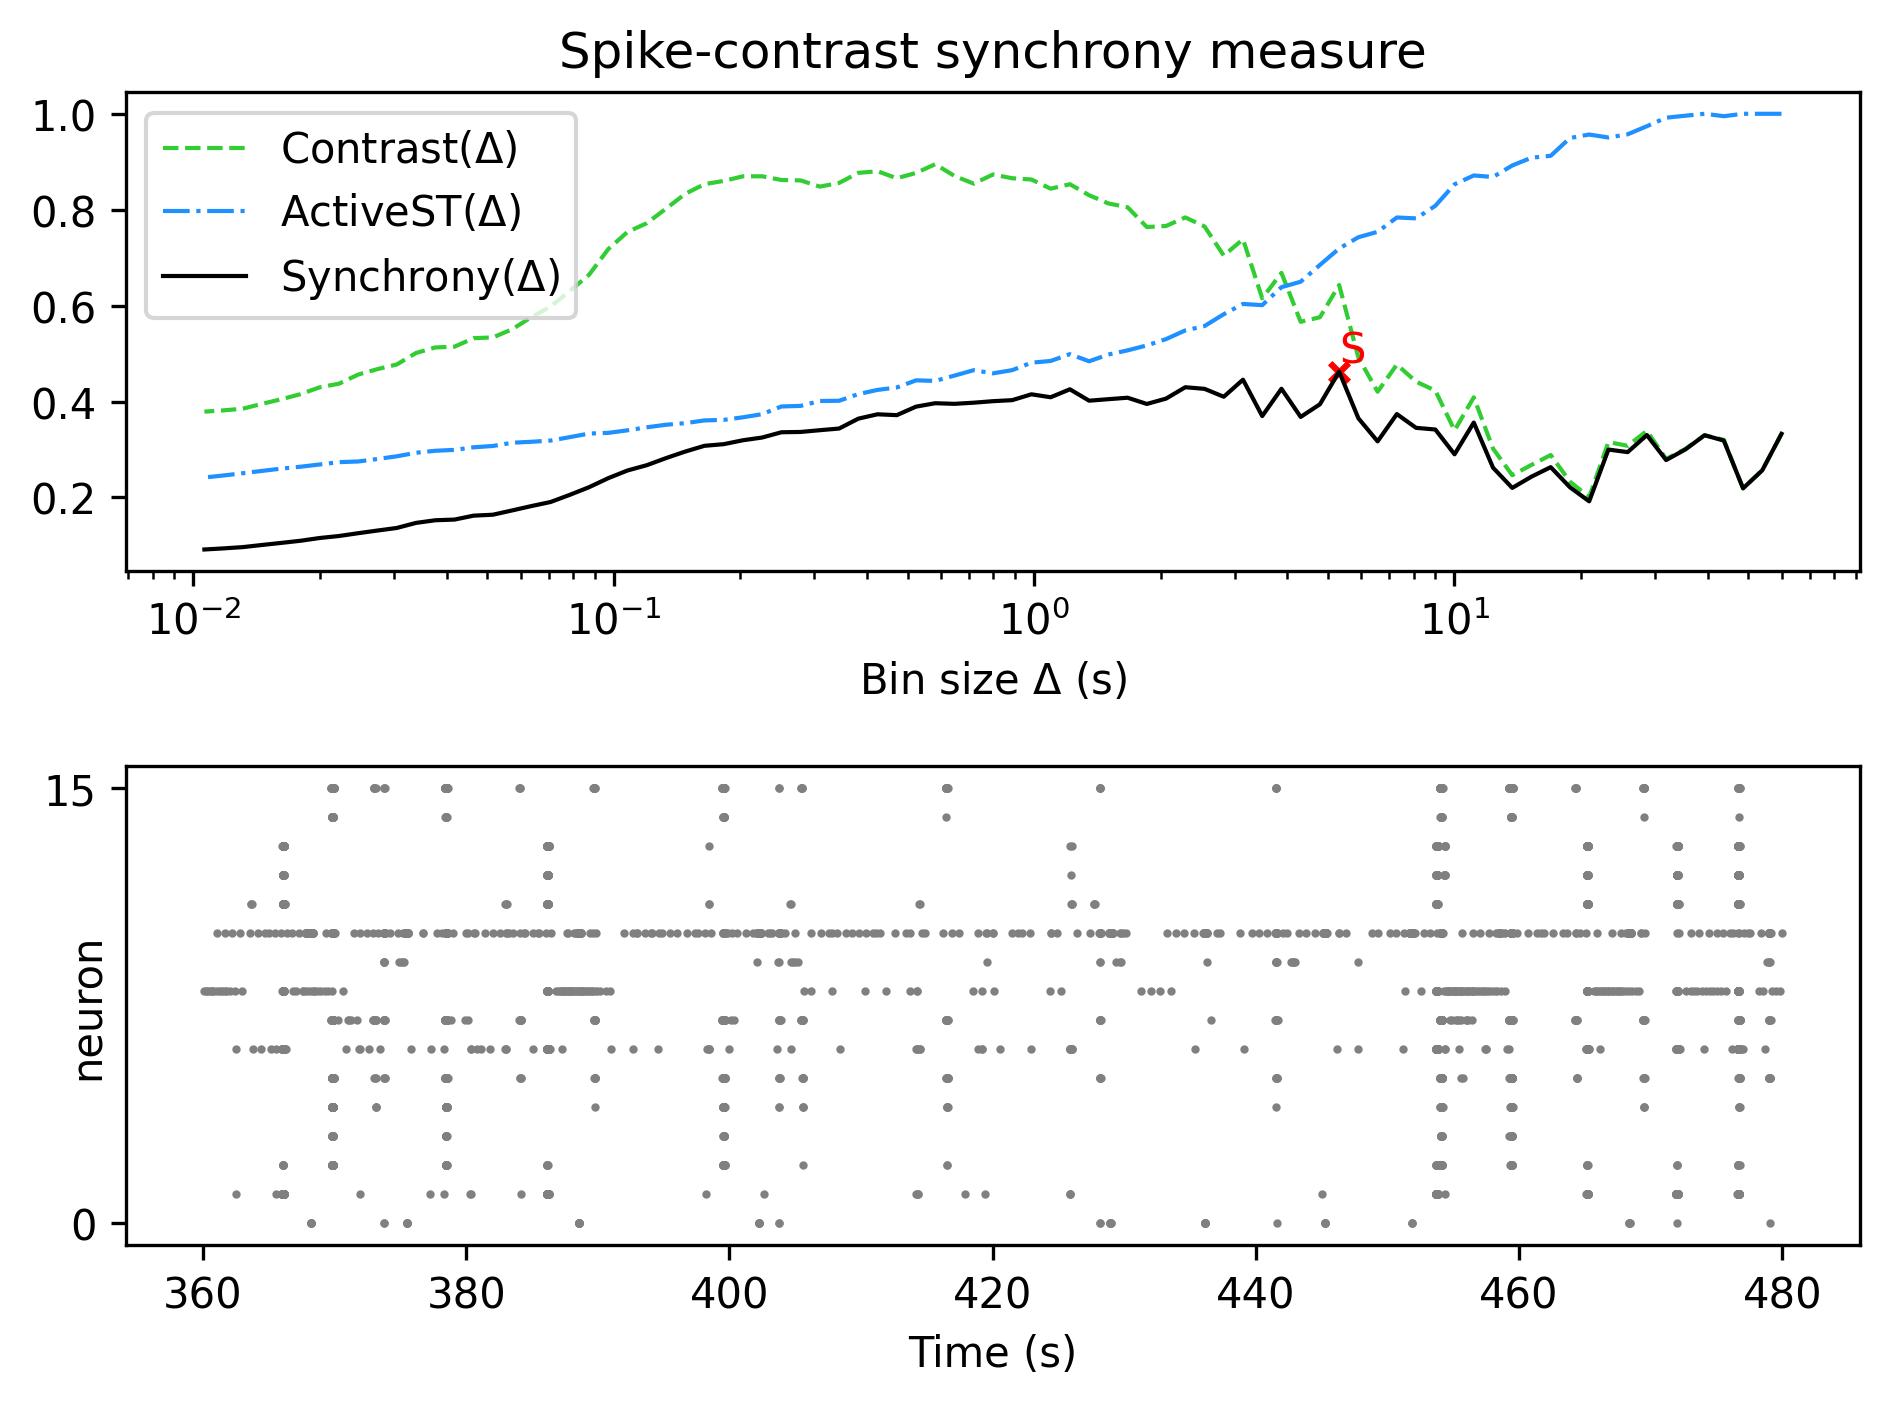 Spike-contrast synchrony measure
1.0
0.8
0.6
0.4
0.2
Contrast(Δ)
ActiveST(Δ)
Synchrony(Δ)
S
10⁻² 10⁻¹ 10⁰ 10¹
Bin size Δ (s)
15
0
neuron
360 380 400 420 440 460 480
Time (s)